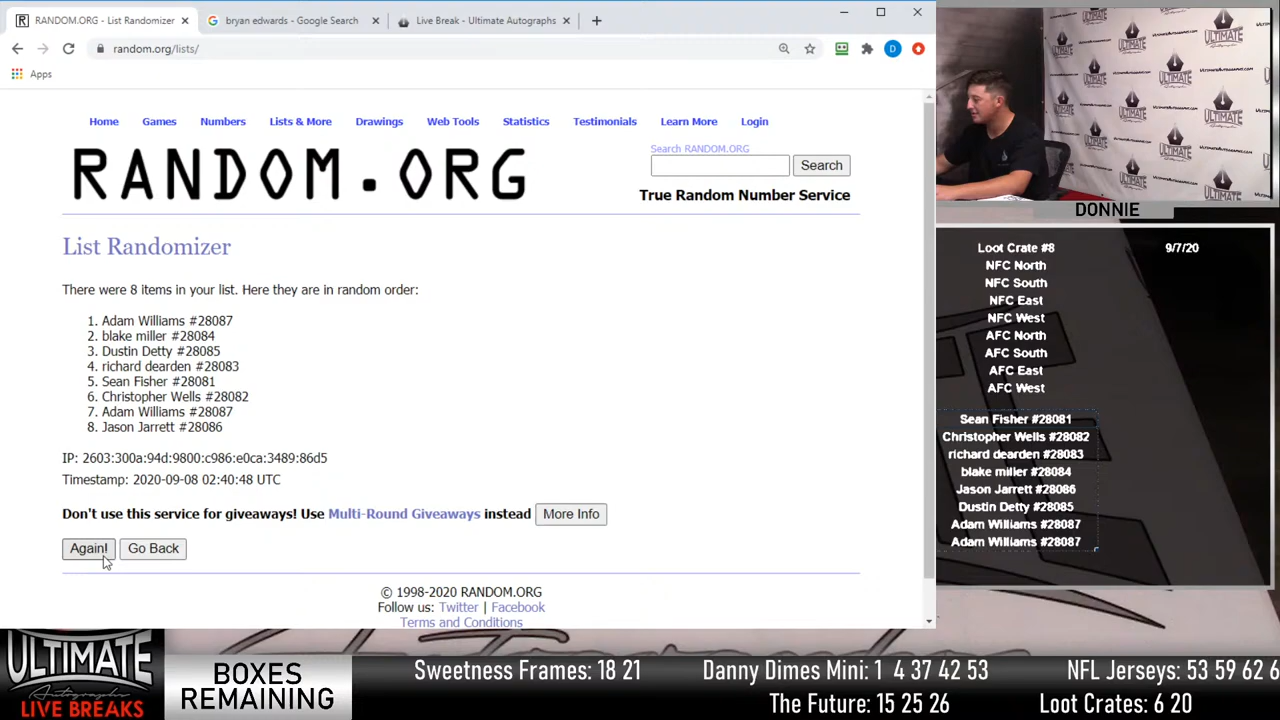 RANDOM.ORG - List Randomizer
bryan edwards - Google Search
Live Break - Ultimate Autographs
random.org/lists/
D
Apps
Home Games Numbers Lists & More Drawings Web Tools Statistics Testimonials Learn More Login
RANDOM.ORG
Search RANDOM.ORG
Search
True Random Number Service
List Randomizer
There were 8 items in your list. Here they are in random order:
1. Adam Williams #28087
2. blake miller #28084
3. Dustin Detty #28085
4. richard dearden #28083
5. Sean Fisher #28081
6. Christopher Wells #28082
7. Adam Williams #28087
8. Jason Jarrett #28086
IP: 2603:300a:94d:9800:c986:e0ca:3489:86d5
Timestamp: 2020-09-08 02:40:48 UTC
Don't use this service for giveaways! Use Multi-Round Giveaways instead More Info
Again! Go Back
© 1998-2020 RANDOM.ORG
Follow us: Twitter | Facebook
Terms and Conditions
ULTIMATE
DONNIE
Loot Crate #8 9/7/20
NFC North
NFC South
NFC East
NFC West
AFC North
AFC South
AFC East
AFC West
Sean Fisher #28081
Christopher Wells #28082
richard dearden #28083
blake miller #28084
Jason Jarrett #28086
Dustin Detty #28085
Adam Williams #28087
Adam Williams #28087
ULTIMATE
Autographs
LIVE BREAKS
BOXES
REMAINING
Sweetness Frames: 18 21 Danny Dimes Mini: 1 4 37 42 53 NFL Jerseys: 53 59 62 6
The Future: 15 25 26 Loot Crates: 6 20